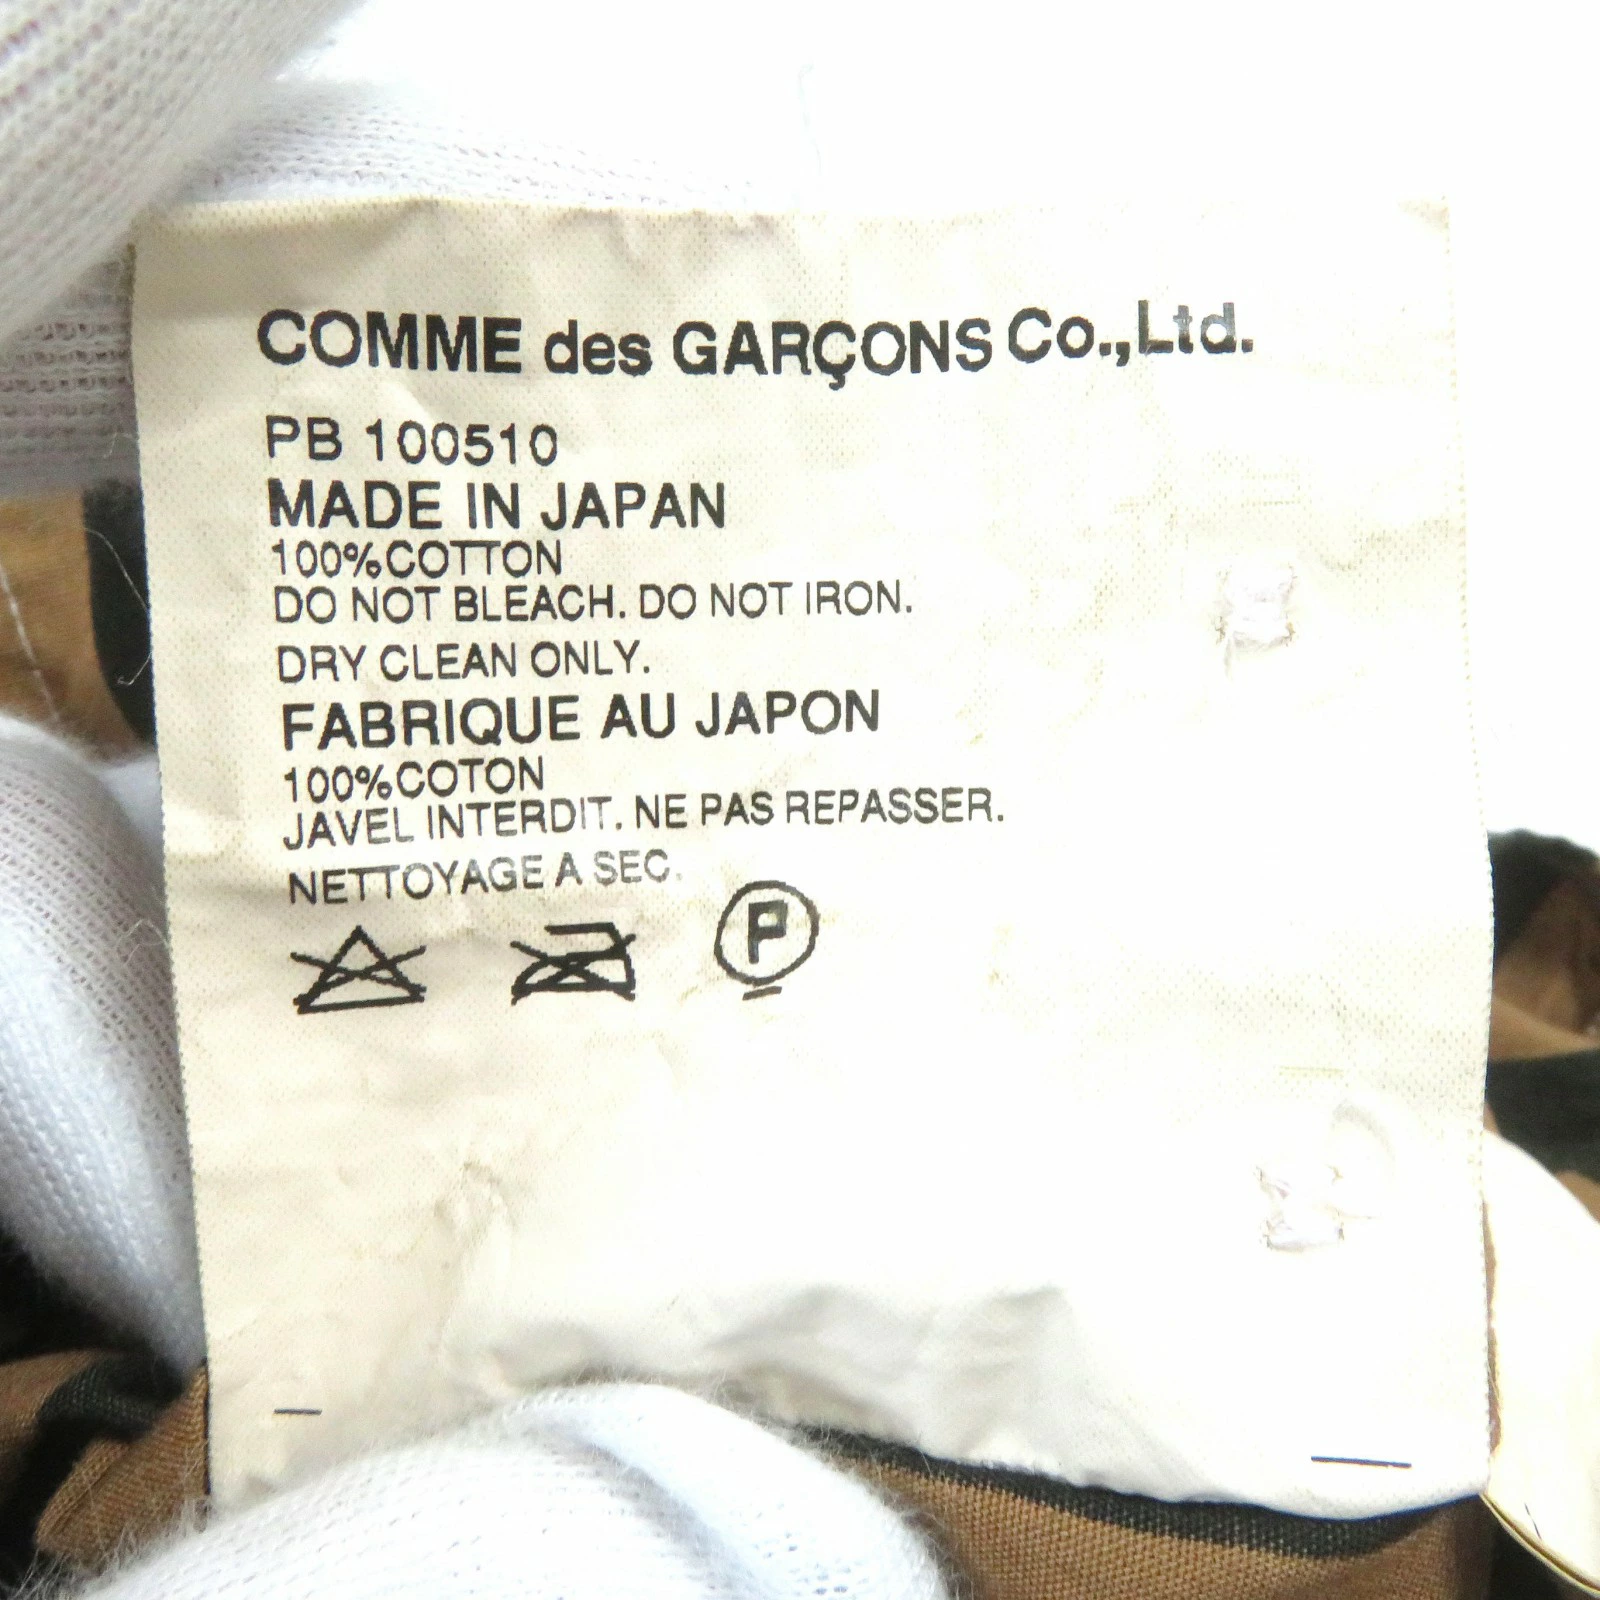 COMME des GARÇONS Co.,Ltd.
PB 100510
MADE IN JAPAN
100%COTTON
DO NOT BLEACH. DO NOT IRON.
DRY CLEAN ONLY.
FABRIQUE AU JAPON
100%COTON
JAVEL INTERDIT. NE PAS REPASSER.
NETTOYAGE A SEC.
P